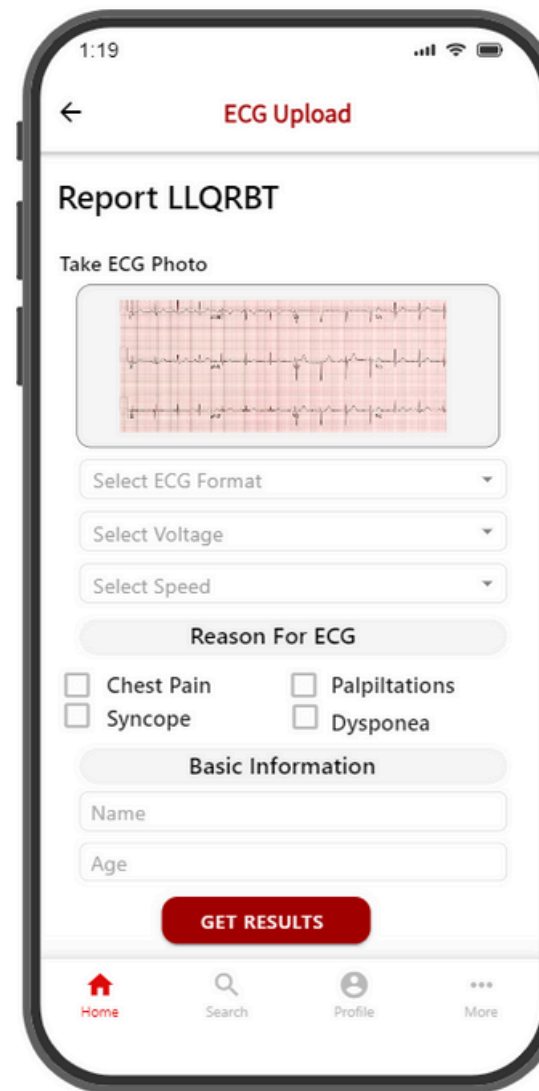 1:19
ECG Upload
Report LLQRBT
Take ECG Photo
Select ECG Format
Select Voltage
Select Speed
Reason For ECG
Chest Pain Palpiltations
Syncope Dysponea
Basic Information
Name
Age
GET RESULTS
Home Search Profile More